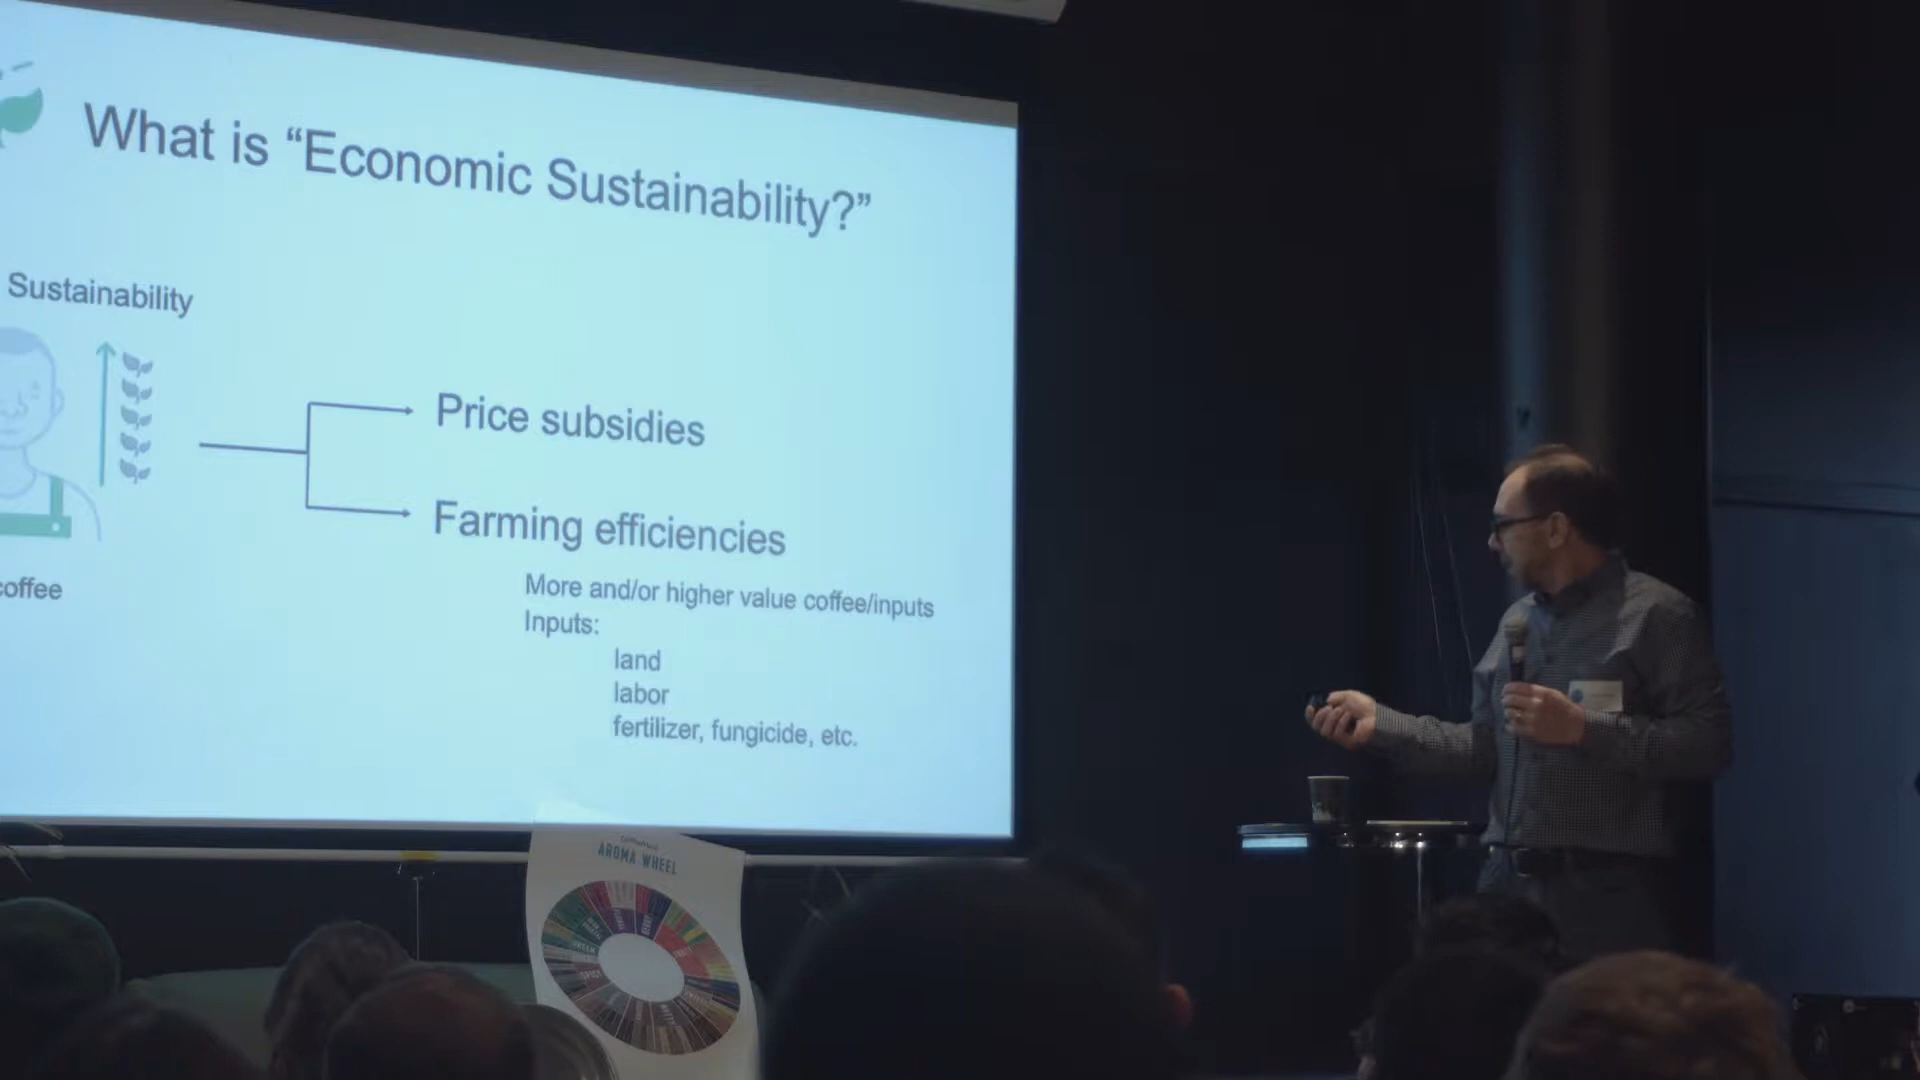 What is “Economic Sustainability?”
Sustainability
Price subsidies
Farming efficiencies
coffee
More and/or higher value coffee/inputs
Inputs:
land
labor
fertilizer, fungicide, etc.
AROMA WHEEL
SPICY